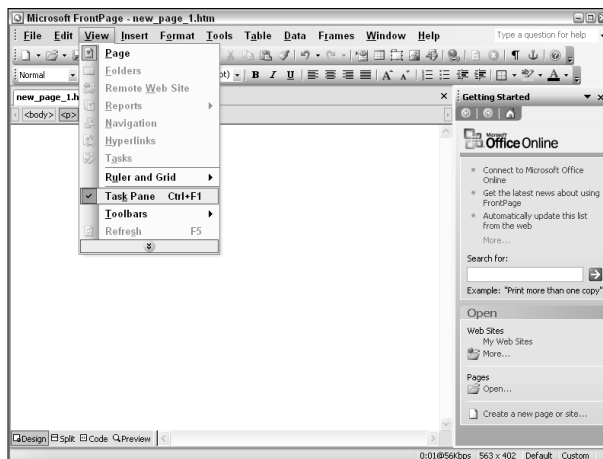 Microsoft FrontPage - new_page_1.htm
File Edit View Insert Format Tools Table Data Frames Window Help
Type a question for help
Normal
B I U
new_page_1.h
<body> <p>
Page
Folders
Remote Web Site
Reports
Navigation
Hyperlinks
Tasks
Ruler and Grid
Task Pane Ctrl+F1
Toolbars
Refresh F5
Getting Started
Microsoft
Office Online
Connect to Microsoft Office
Online
Get the latest news about using
FrontPage
Automatically update this list
from the web
More...
Search for:
Example: "Print more than one copy"
Open
Web Sites
My Web Sites
More...
Pages
Open...
Create a new page or site...
Design Split Code Preview
0:01@56Kbps 563 x 402 Default Custom